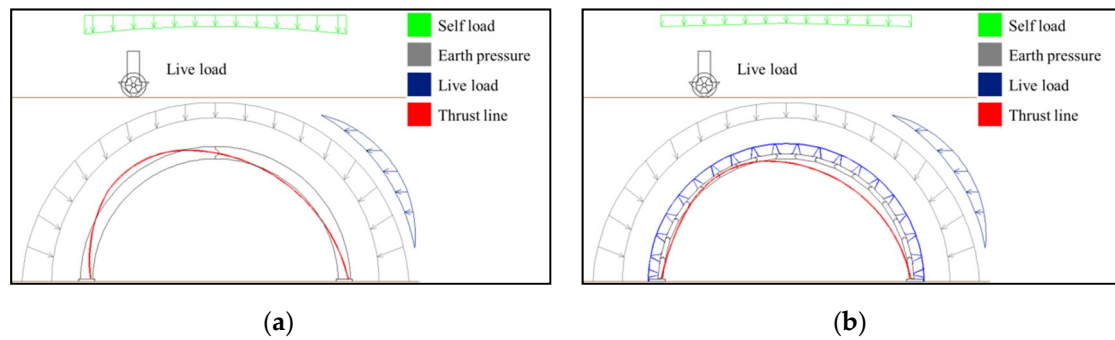 Self load
Earth pressure
Live load
Live load
Thrust line
Self load
Earth pressure
Live load
Live load
Thrust line
(a)
(b)